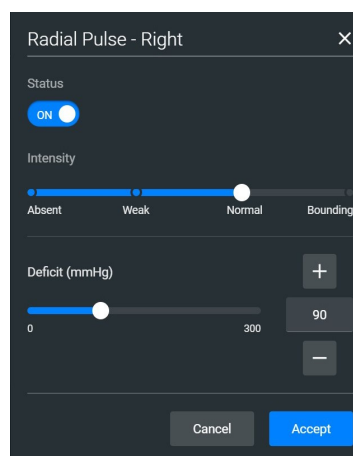 Radial Pulse - Right
Status
ON
Intensity
Absent Weak Normal Bounding
Deficit (mmHg)
90
0 300
Cancel Accept